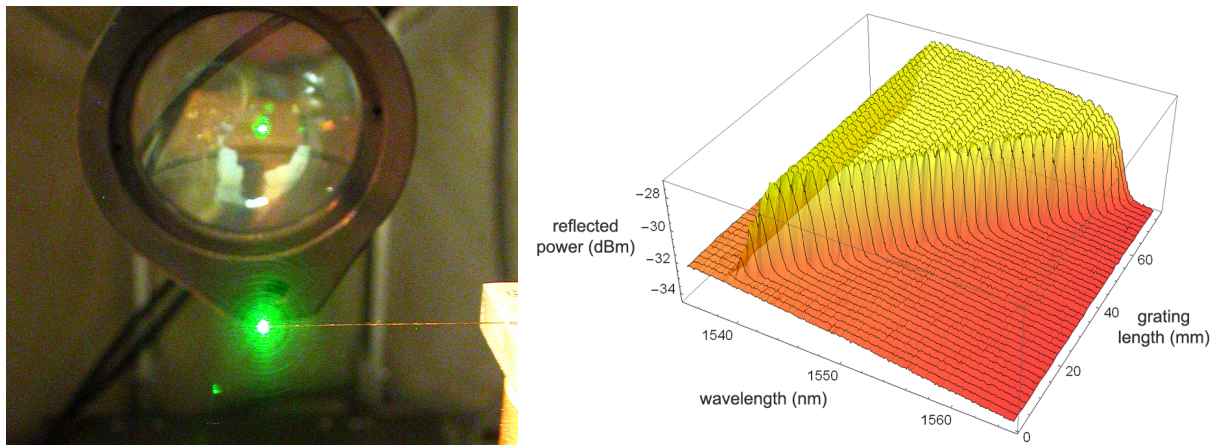 −28
−30
−32
−34
reflected
power (dBm)
1540
1550
1560
wavelength (nm)
0
20
40
60
grating
length (mm)